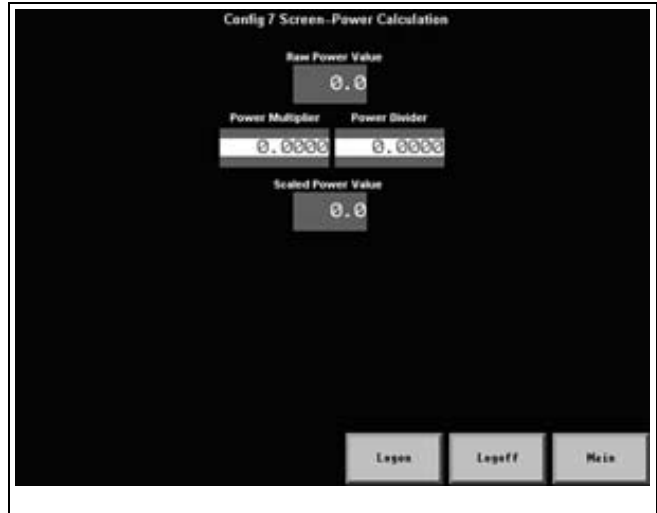 Config 7 Screen-Power Calculation
Raw Power Value
0.0
Power Multiplier Power Divider
0.0000 0.0000
Scaled Power Value
0.0
Logon Logoff Main